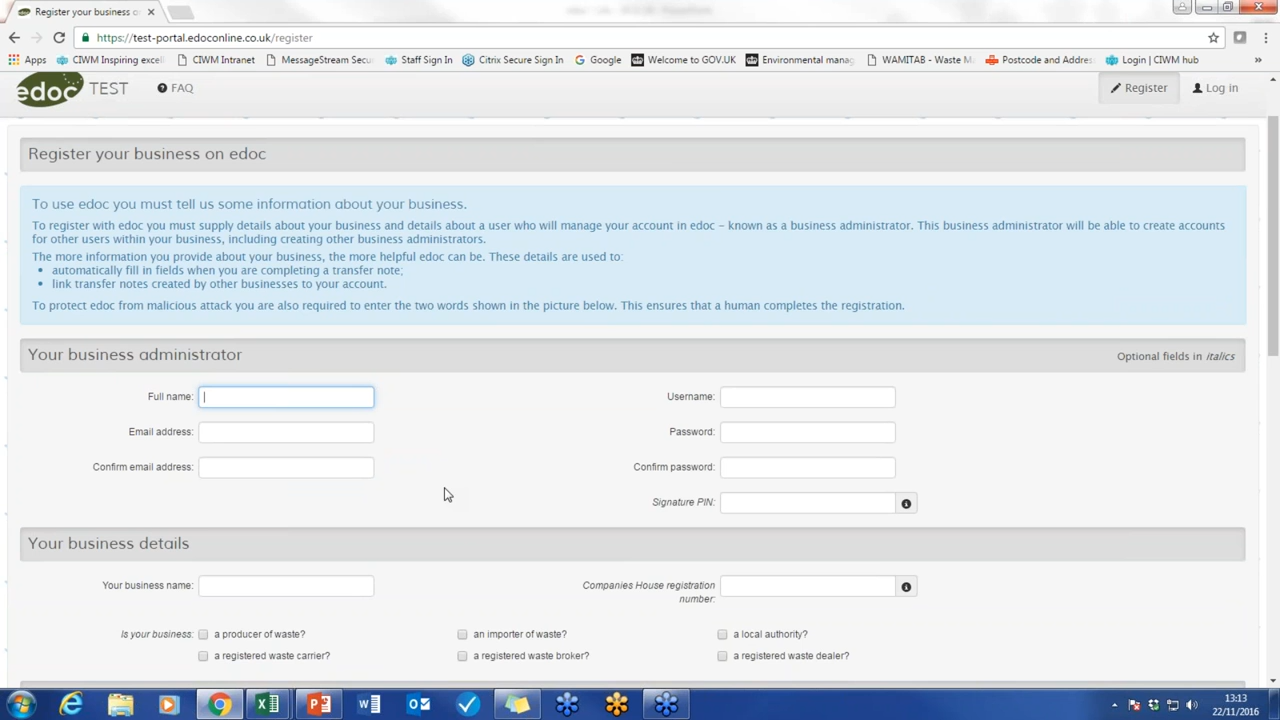 Register your business o
https://test-portal.edoconline.co.uk/register
Apps CIWM Inspiring excell CIWM Intranet MessageStream Secu Staff Sign In Citrix Secure Sign In Google Welcome to GOV.UK Environmental manag WAMITAB - Waste M Postcode and Addres Login | CIWM hub »
edoc TEST FAQ Register Log in
Register your business on edoc
To use edoc you must tell us some information about your business.
To register with edoc you must supply details about your business and details about a user who will manage your account in edoc – known as a business administrator. This business administrator will be able to create accounts
for other users within your business, including creating other business administrators.
The more information you provide about your business, the more helpful edoc can be. These details are used to:
• automatically fill in fields when you are completing a transfer note;
• link transfer notes created by other businesses to your account.
To protect edoc from malicious attack you are also required to enter the two words shown in the picture below. This ensures that a human completes the registration.
Your business administrator Optional fields in italics
Full name: Username:
Email address: Password:
Confirm email address: Confirm password:
Signature PIN:
Your business details
Your business name: Companies House registration
number:
Is your business: a producer of waste? an importer of waste? a local authority?
a registered waste carrier? a registered waste broker? a registered waste dealer?
13:13
22/11/2016